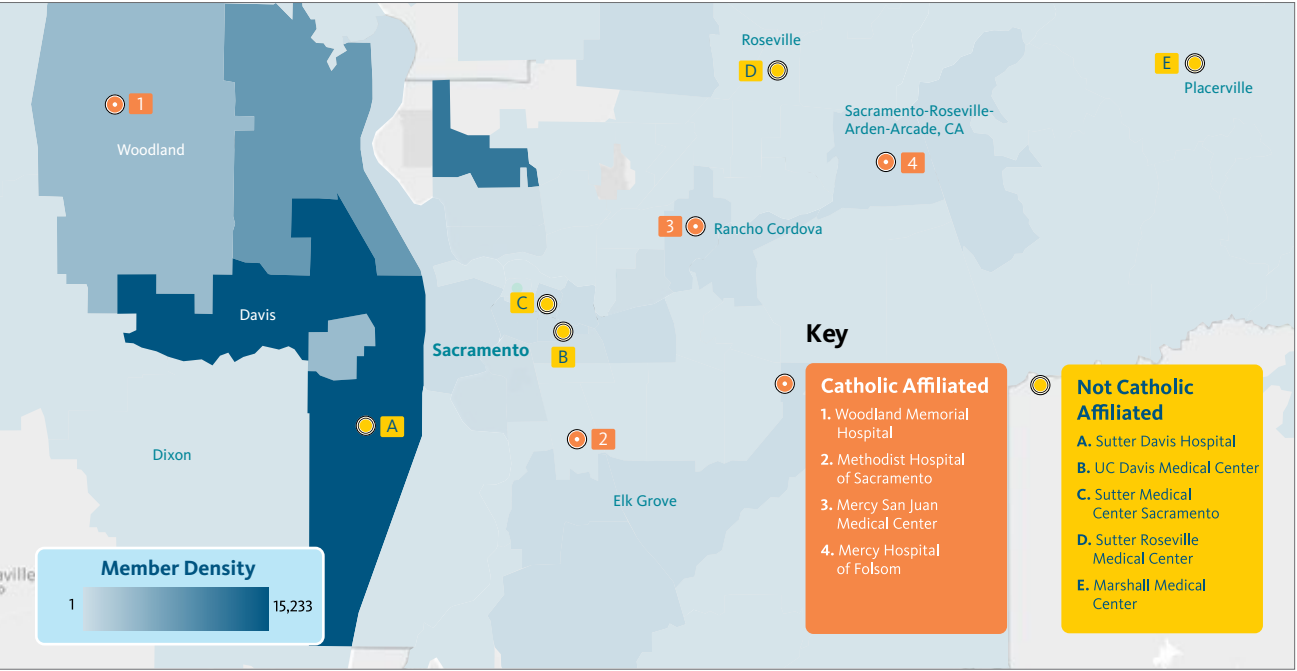 Roseville
D
E
Placerville
1
Sacramento-Roseville-
Arden-Arcade, CA
Woodland
4
3
Rancho Cordova
C
Davis
Key
Sacramento
B
A
2
Dixon
Elk Grove
Catholic Affiliated
1. Woodland Memorial
Hospital
2. Methodist Hospital
of Sacramento
3. Mercy San Juan
Medical Center
4. Mercy Hospital
of Folsom
Not Catholic
Affiliated
A. Sutter Davis Hospital
B. UC Davis Medical Center
C. Sutter Medical
Center Sacramento
D. Sutter Roseville
Medical Center
E. Marshall Medical
Center
aville
Member Density
1
15,233